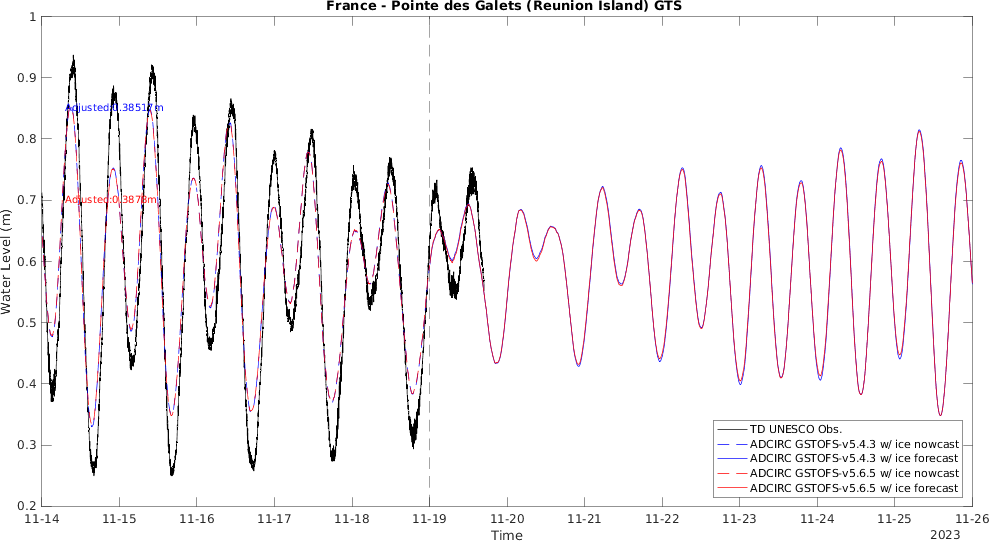 France - Pointe des Galets (Reunion Island) GTS
1
0.9
0.8
0.7
0.6
0.5
0.4
0.3
0.2
Water Level (m)
Adjusted:0.38517m
Adjusted:0.3878m
TD UNESCO Obs.
ADCIRC GSTOFS-v5.4.3 w/ ice nowcast
ADCIRC GSTOFS-v5.4.3 w/ ice forecast
ADCIRC GSTOFS-v5.6.5 w/ ice nowcast
ADCIRC GSTOFS-v5.6.5 w/ ice forecast
11-14 11-15 11-16 11-17 11-18 11-19 11-20 11-21 11-22 11-23 11-24 11-25 11-26
Time
2023